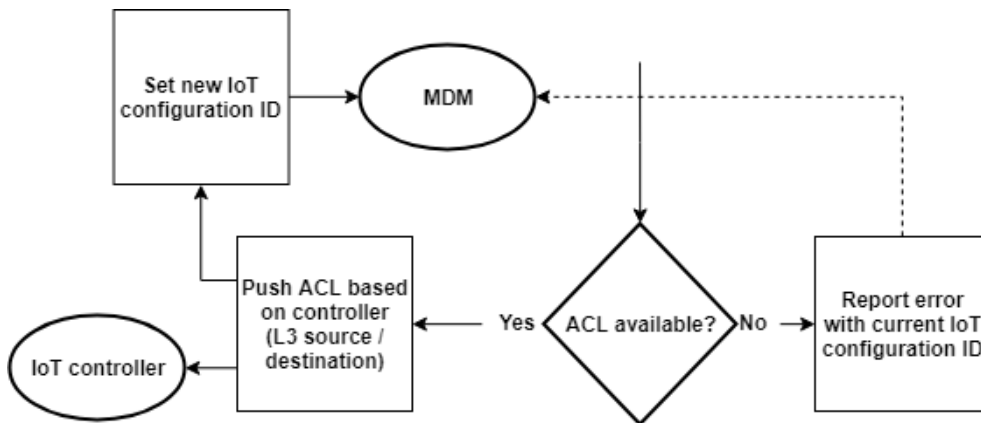 Set new IoT
configuration ID
MDM
Push ACL based
on controller
(L3 source /
destination)
Yes
ACL available?
No
Report error
with current IoT
configuration ID
IoT controller